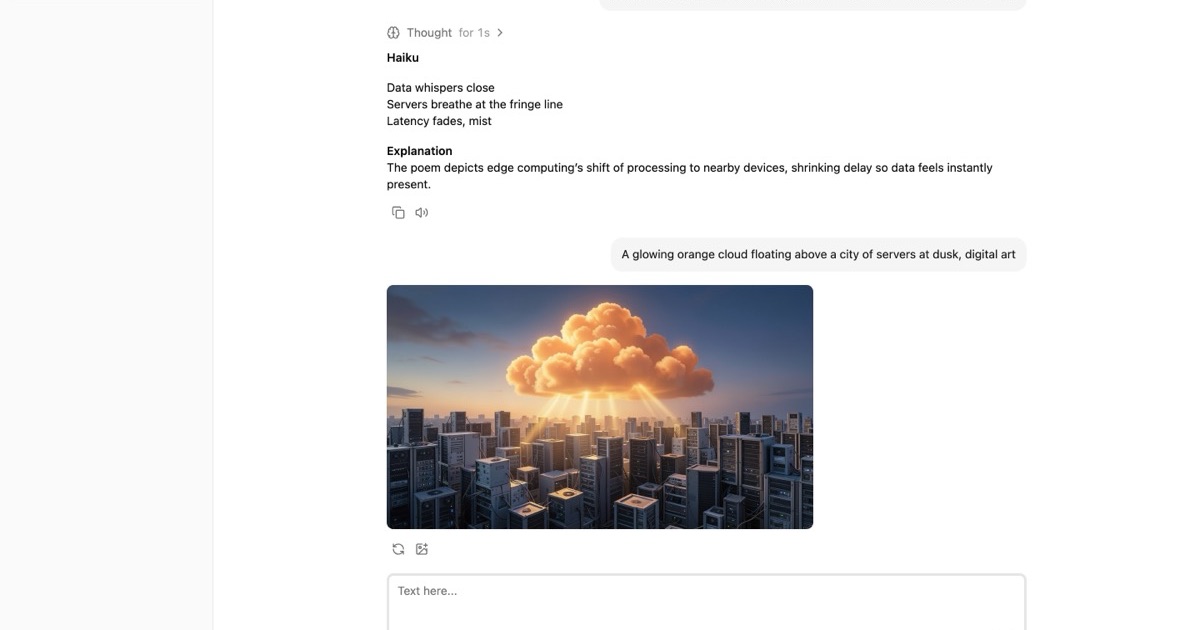 Thought for 1s
Haiku
Data whispers close
Servers breathe at the fringe line
Latency fades, mist
Explanation
The poem depicts edge computing’s shift of processing to nearby devices, shrinking delay so data feels instantly
present.
A glowing orange cloud floating above a city of servers at dusk, digital art
Text here...